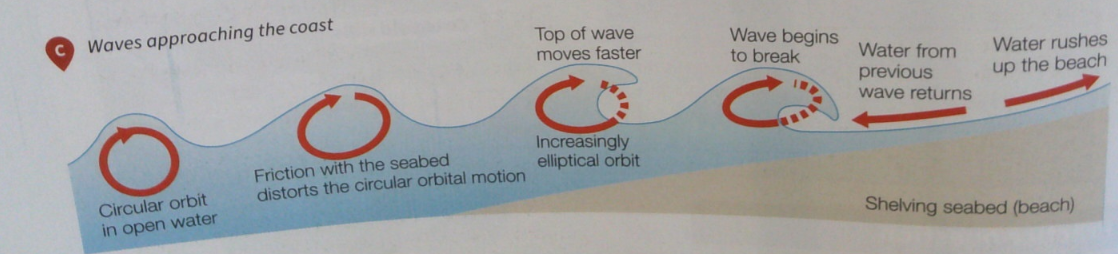 C
Waves approaching the coast
Circular orbit
in open water
Friction with the seabed
distorts the circular orbital motion
Top of wave
moves faster
Increasingly
elliptical orbit
Wave begins
to break
Water from
previous
wave returns
Water rushes
up the beach
Shelving seabed (beach)